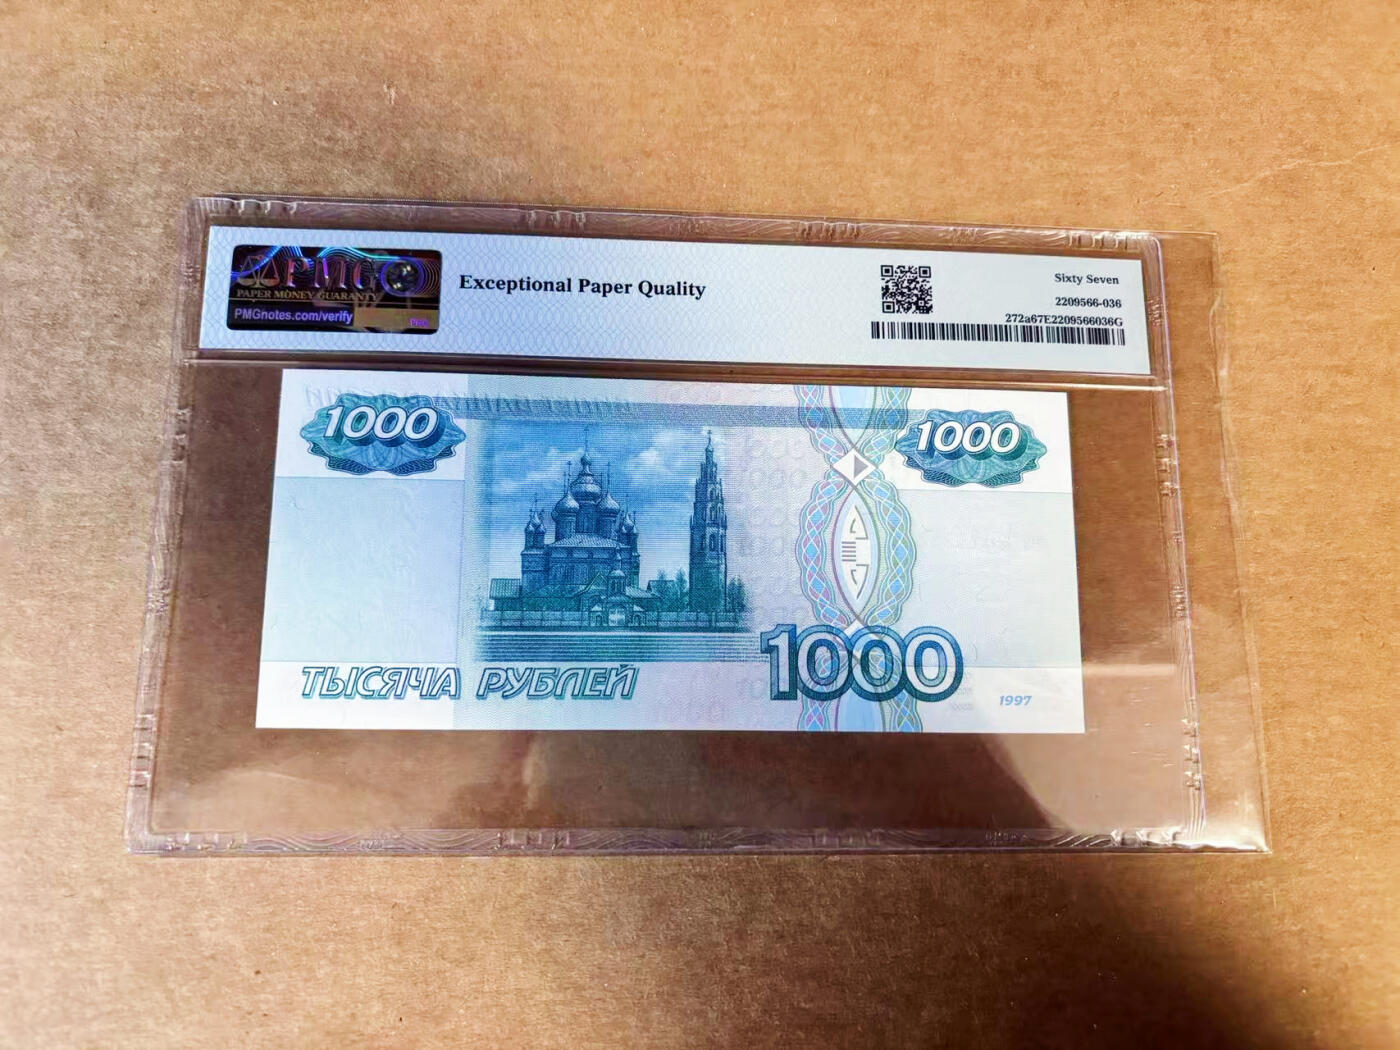 PMG
PAPER MONEY GUARANTY
PMGnotes.com/verify
Exceptional Paper Quality
Sixty Seven
2209566-036
272a67E2209566036G
1000
1000
ТЫСЯЧА РУБЛЕЙ
1000
1997